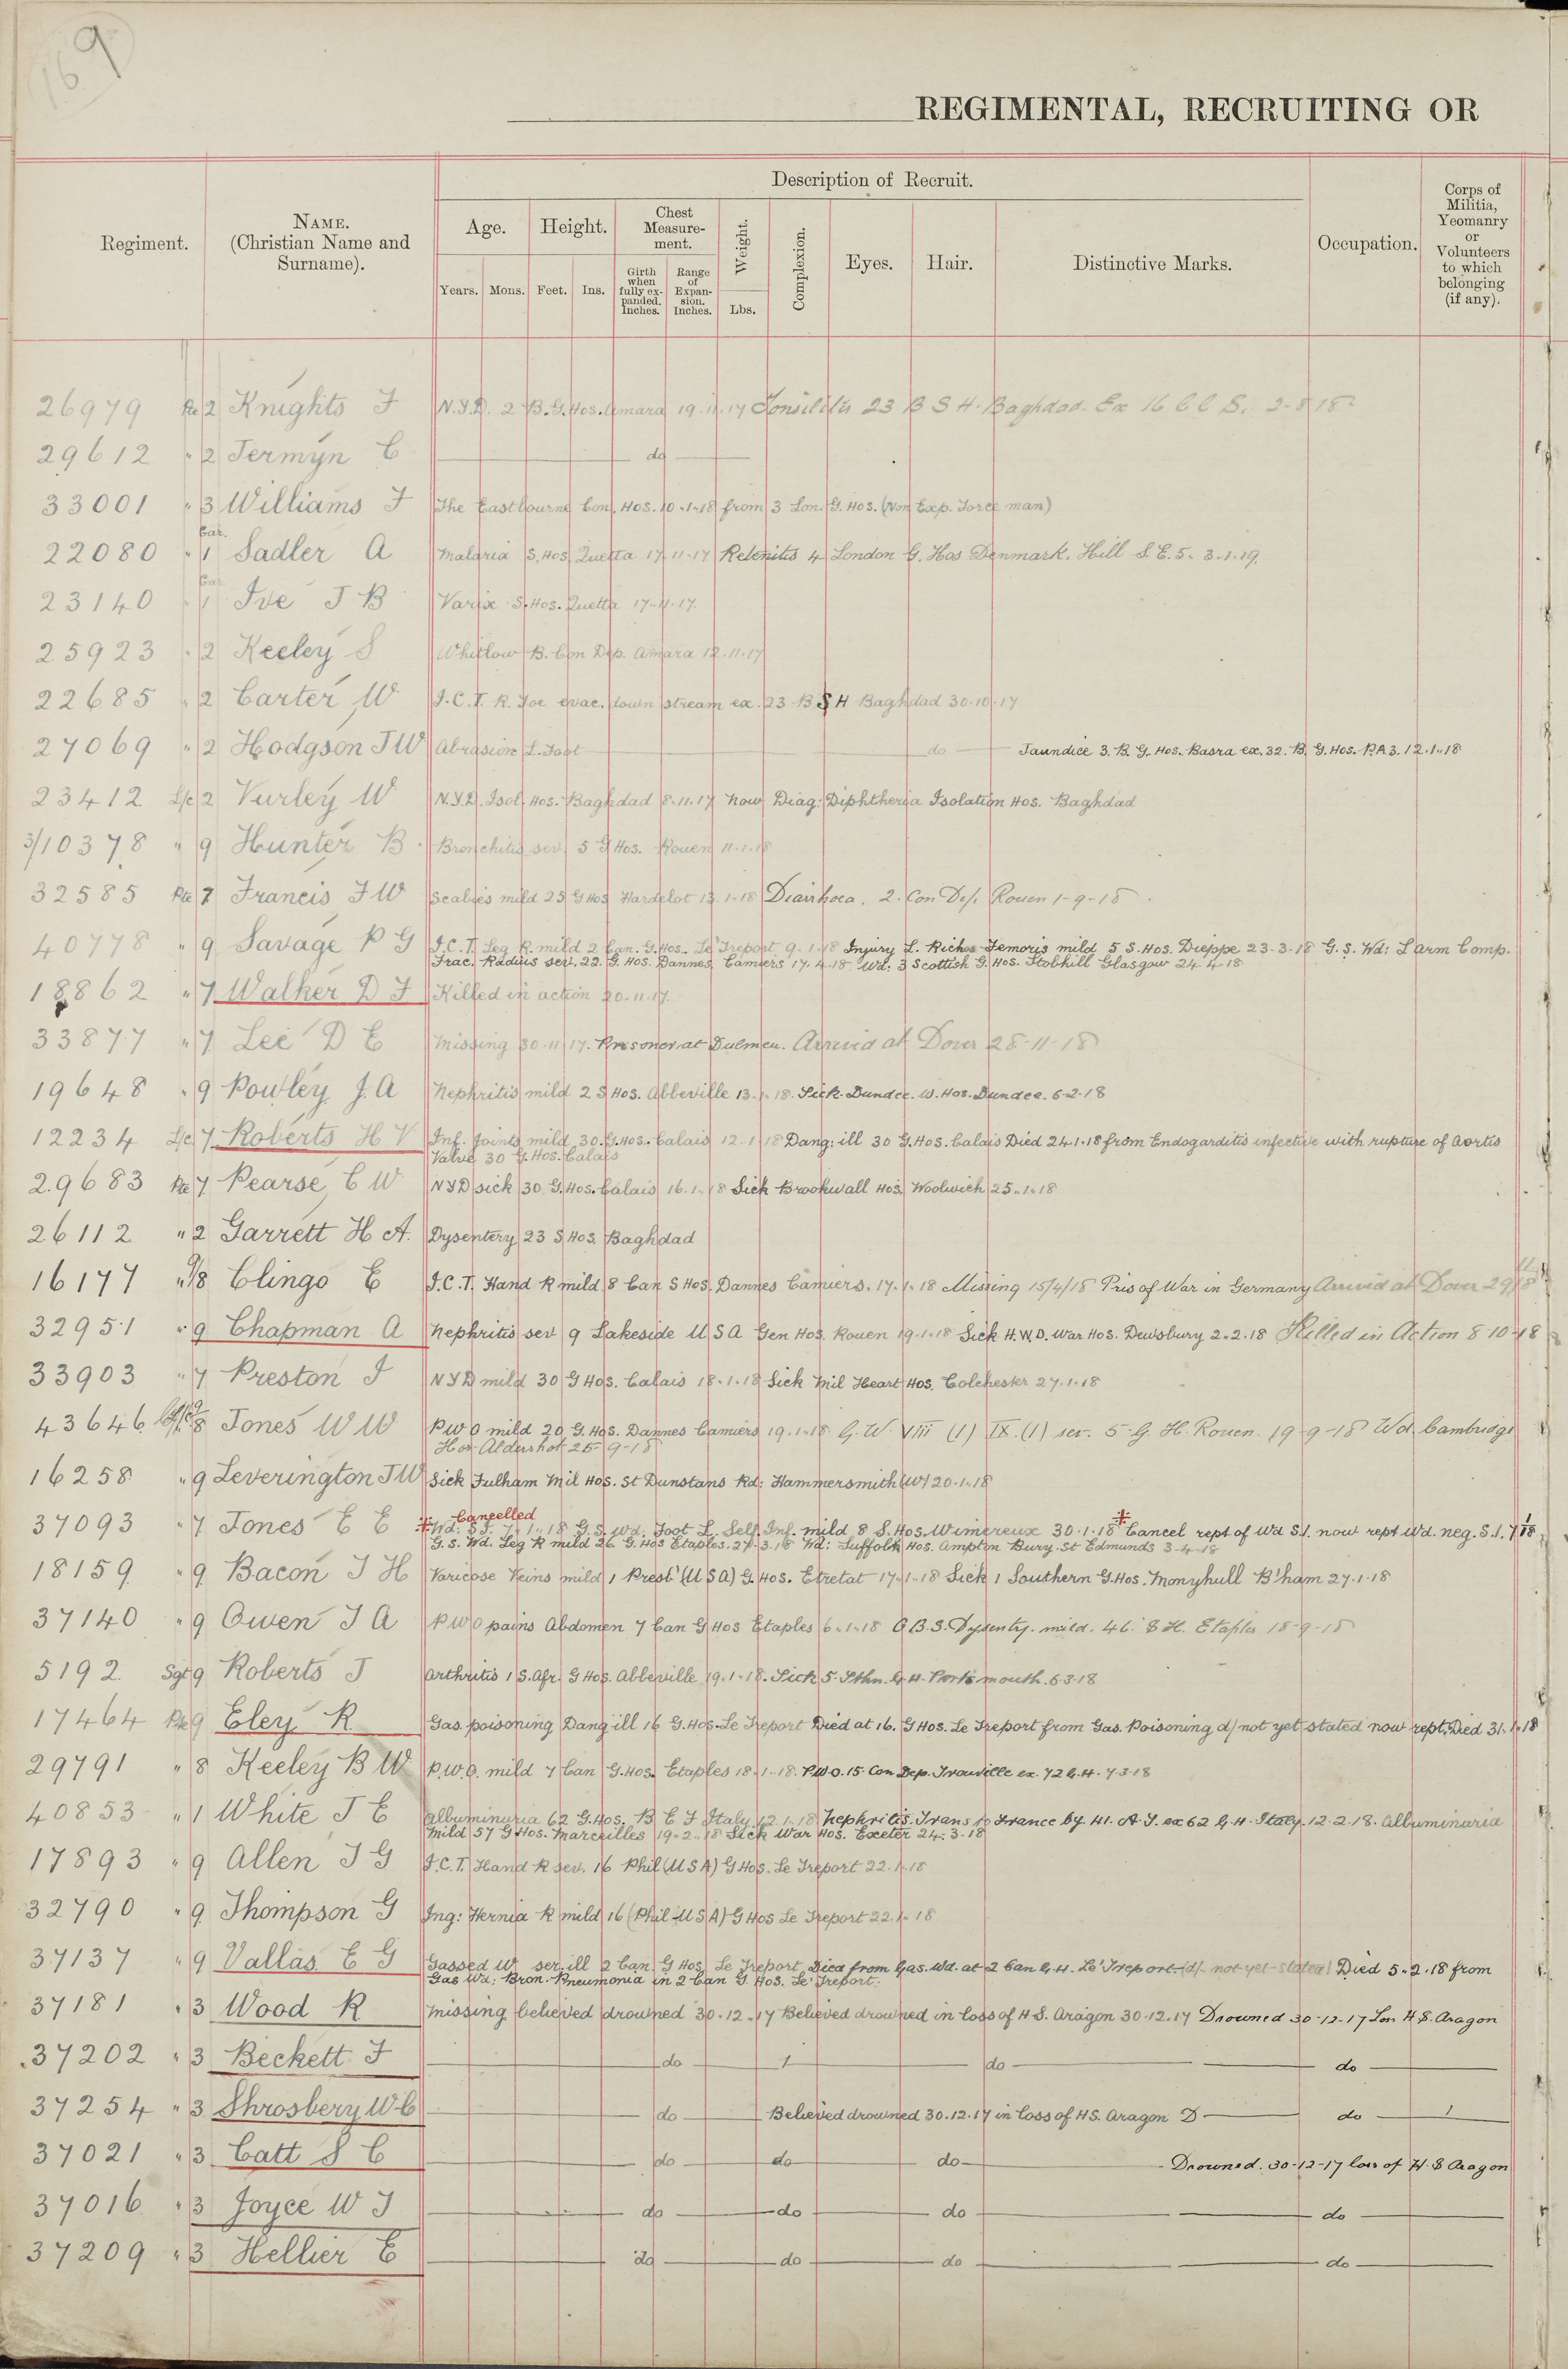 169
REGIMENTAL, RECRUITING OR
Regiment.
NAME.
(Christian Name and
Surname).
Description of Recruit.
Age.
Height.
Chest
Measure-
ment.
Weight.
Complexion.
Eyes.
Hair.
Distinctive Marks.
Occupation.
Corps of
Militia,
Yeomanry
or
Volunteers
to which
belonging
(if any).
Years.
Mons.
Feet.
Ins.
Girth
when
fully ex-
panded.
Inches.
Range
of
Expan-
sion.
Inches.
Lbs.
26979 Pte 2 Knights F N.Y.D. 2 B.G. Hos. Amara 19.11.17 Tonsilitis 23 B S H. Baghdad. Ex 16 C C S. 2-8 18
29612 " 2 Jermyn C do
33001 " 3 Williams F The Eastbourne Con. Hos. 10.1.18 from 3 Lon. G. Hos. (Non Exp. Force man)
22080 " Gar. 1 Sadler A Malaria S. Hos. Quetta 17.11.17 Retenitis 4 London G. Hos Denmark. Hill S.E.5. 3.1.19.
23140 " Gar 1 Ive J B Varix S. Hos. Quetta 17.11.17.
25923 " 2 Keeley S Whitlow B. Con Dep. Amara 12.11.17
22685 " 2 Carter W I.C.T. R. Toe evac. down stream ex. 23 B S H Baghdad 30.10.17
27069 " 2 Hodgson J W Abrasion L. Foot do Jaundice 3. B. G. Hos. Basra ex. 32. B. G. Hos. P.A 3. 12.1.18
23412 L/c 2 Vurley W N.Y.D. Isol. Hos. Baghdad 8.11.17 now Diag: Diphtheria Isolation Hos. Baghdad
3/10378 " 9 Hunter B Bronchitis sev 5 G Hos. Rouen 11.1.18
32585 Pte 7 Francis F W Scabies mild 25 G Hos Hardelot 13.1.18 Diarrhoea. 2. Con Dep. Rouen 1-9-18
40778 " 9 Savage P G I.C.T. Leg R. mild 2 Can. G. Hos. Le Treport 9.1.18 Injury L. Riches Femoris mild 5 S. Hos. Dieppe 23-3-18 G.S. Wd: L arm Comp.
Frac. Raduis sev. 22. G. Hos. Dannes Camiers 17.4.18 Wd: 3 Scottish G. Hos. Stobhill Glasgow 24.4.18
18862 " 7 Walker D F Killed in action 20.11.17.
33877 " 7 Lee D E Missing 30.11.17. Prisoner at Dulmen. Arrived at Dover 28-11-18
19648 " 9 Powley J. A Nephritis mild 2 S Hos. Abbeville 13.1.18. Sick. Dundee. W. Hos. Dundee. 6-2-18
12234 L/c 7 Roberts H V Inf. Joints mild 30. G. Hos. Calais 12.1.18 Dang: ill 30 G. Hos. Calais Died 24.1.18 from Endogarditis infective with rupture of Aortis
Valve 30 G. Hos. Calais
29683 Pte 7 Pearse C W N Y D sick 30 G. Hos. Calais 16.1.18 Sick Brookwall Hos. Woolwich 25.1.18
26112 " 2 Garrett H A. Dysentery 23 S Hos. Baghdad
16177 " 9/8 Clingo E I.C.T. Hand R mild 8 Can S Hos. Dannes Camiers. 17.1.18 Missing 15/4/18 Pris of War in Germany Arrived at Dover 29/11/18
32951 " 9 Chapman A Nephritis sev 9 Lakeside U S A Gen Hos. Rouen 19.1.18 Sick H.W.D. War Hos. Dewsbury 2.2.18 Killed in Action 8-10-18
33903 " 7 Preston J N Y D mild 30 G Hos. Calais 18.1.18 Sick Mil Heart Hos. Colchester 27.1.18
43646 9/8 Jones W W P W O mild 20 G. Hos. Dannes Camiers 19.1.18 G. W. VIII (1) IX. (1) sev. 5 G. H. Rouen. 19-9-18 Wd. Cambridge
Hos Aldershot 25-9-18
16258 " 9 Leverington J W Sick Fulham Mil Hos. St Dunstans Rd: Hammersmith (W) 20.1.18
37093 " 7 Jones E E Cancelled Wd: S.I. 7.1.18 G.S. Wd. Foot L. Self. Inf. mild 8 S. Hos. Wimereux 30.1.18 Cancel rept of Wd S.I. now rept Wd. neg. S.I. 7.1.18
G.S. Wd. Leg R mild 26 G. Hos Etaples. 27.3.18 Wd: Suffolk Hos. Ampton Bury St Edmunds 3-4-18
18159 " 9 Bacon J H Varicose Veins mild 1 Presb (U S A) G. Hos. Etretat 17.1.18 Sick 1 Southern G. Hos. Monyhull B'ham 27.1.18
37140 " 9 Owen J A P W O pains Abdomen 7 Can G Hos Etaples 6.1.18 O B.S. Dysentry. mild. 46. S H. Etaples 18-9-18
5192 Sgt 9 Roberts J Arthritis 1 S. Afr. G Hos. Abbeville 19.1.18. Sick 5. Sthn. G. H. Portsmouth. 6.3.18
17464 Pte 9 Eley R Gas poisoning Dang ill 16 G. Hos. Le Treport Died at 16. G Hos. Le Treport from Gas. Poisoning d/ not yet stated now rept. Died 31.1.18
29791 " 8 Keeley B W P.W.O. mild 7 Can G. Hos. Etaples 18.1.18. P.W.O. 15 Con Dep. Trouville ex. 72 G.H. 7.3.18
40853 " 1 White J E Albuminuria 62 G. Hos. B E F Italy 12.1.18 Nephritis. Trans to France by 41. A. T. ex 62 G. H. Italy. 12.2.18. Albuminuria
mild 57 G. Hos. Marseilles 19-2-18 Sick War Hos. Exeter 24.3.18
17893 " 9 Allen J G I.C.T. Hand R sev. 16 Phil (U S A) G Hos. Le Treport 22.1.18
32790 " 9 Thompson G Ing: Hernia R mild 16 (Phil U S A) G Hos Le Treport 22.1.18
37137 " 9 Vallas E G Gassed W ser. ill 2 Can G Hos. Le Treport. Died from Gas. Wd. at 2 Can G.H. Le Treport (d/ not yet stated) Died 5.2.18 from
Gas Wd: Bron. Pneumonia in 2 Can G. Hos. Le Treport.
37181 " 3 Wood R Missing believed drowned 30.12.17 Believed drowned in Loss of H.S. Aragon 30.12.17 Drowned 30-12-17 Los H.S. Aragon
37202 " 3 Beckett F do do do
37254 " 3 Shrosbery W C do Believed drowned 30.12.17 in Loss of HS. Aragon D do
37021 " 3 Catt S C do do do Drowned. 30-12-17 loss of H.S Aragon
37016 " 3 Joyce W J do do do do
37209 " 3 Hellier E do do do do